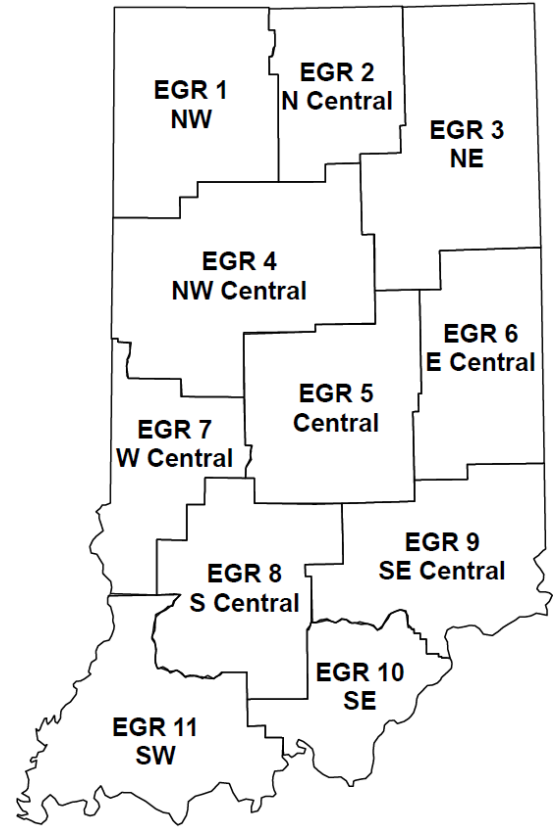 EGR 1
NW
EGR 2
N Central
EGR 3
NE
EGR 4
NW Central
EGR 5
Central
EGR 6
E Central
EGR 7
W Central
EGR 8
S Central
EGR 9
SE Central
EGR 10
SE
EGR 11
SW